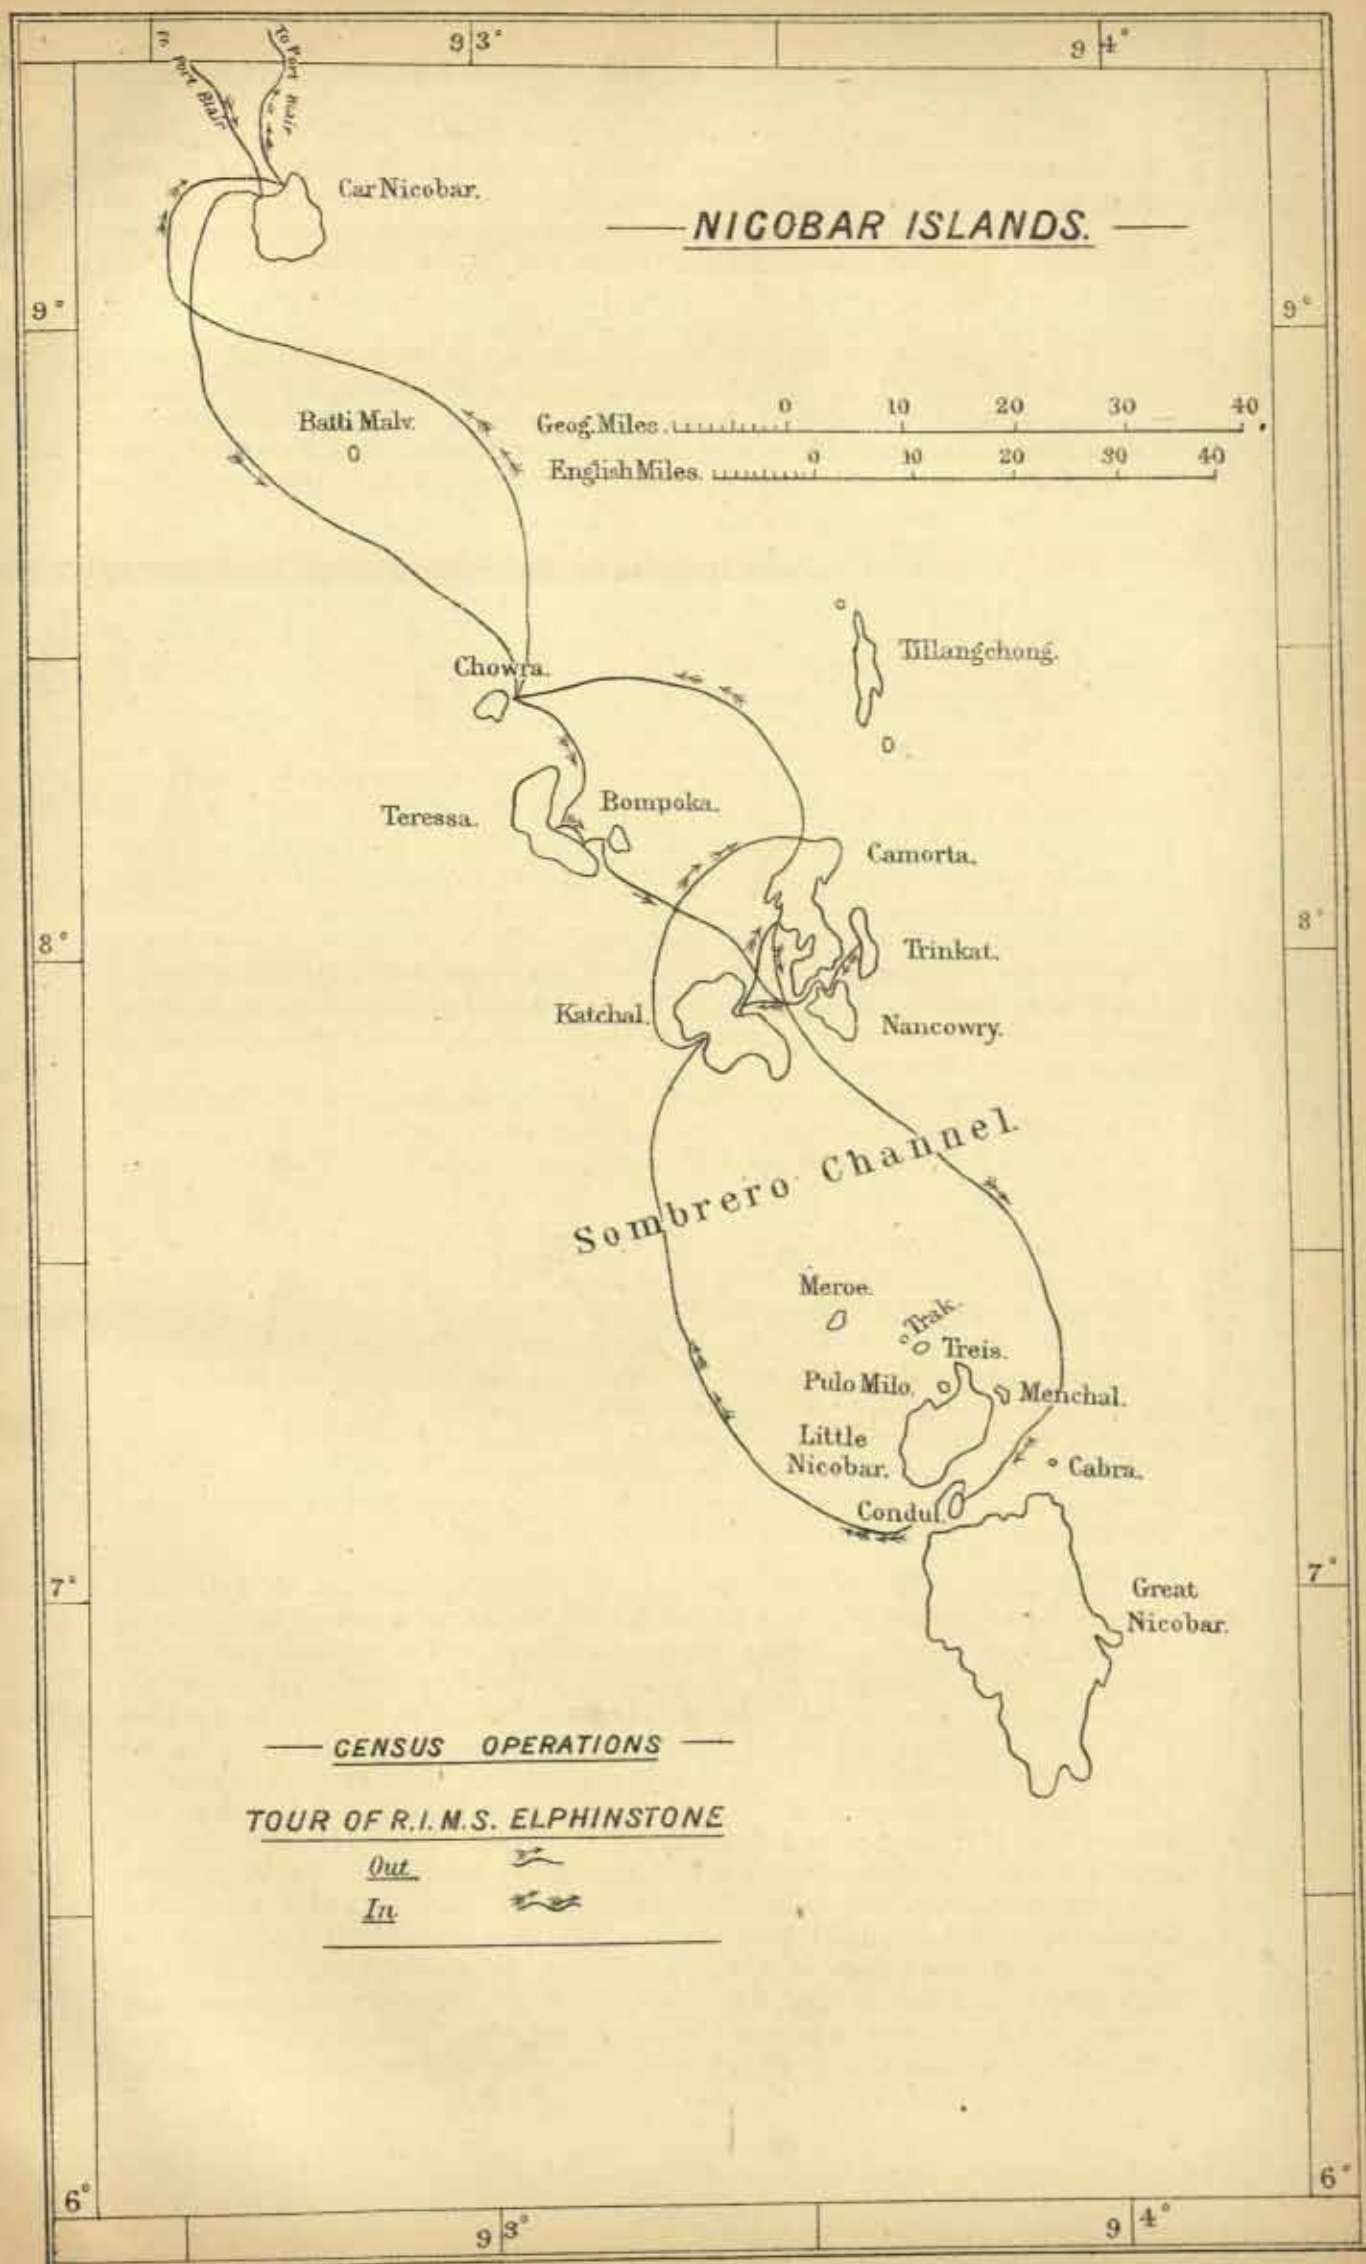 93°
94°
To Port Blair
To Port Blair
Car Nicobar.
NICOBAR ISLANDS.
9°
9°
Batti Malv.
0 10 20 30 40
Geog. Miles.
0 10 20 30 40
English Miles.
Tillangchong.
Chowra.
Teressa.
Bompoka.
Camorta.
8°
8°
Trinkat.
Katchal.
Nancowry.
Sombrero Channel.
Meroe.
Trak.
Treis.
Pulo Milo.
Menchal.
Little
Nicobar.
Cabra.
Condul.
7°
7°
Great
Nicobar.
CENSUS OPERATIONS
TOUR OF R.I.M.S. ELPHINSTONE
Out
In
6°
6°
93°
94°